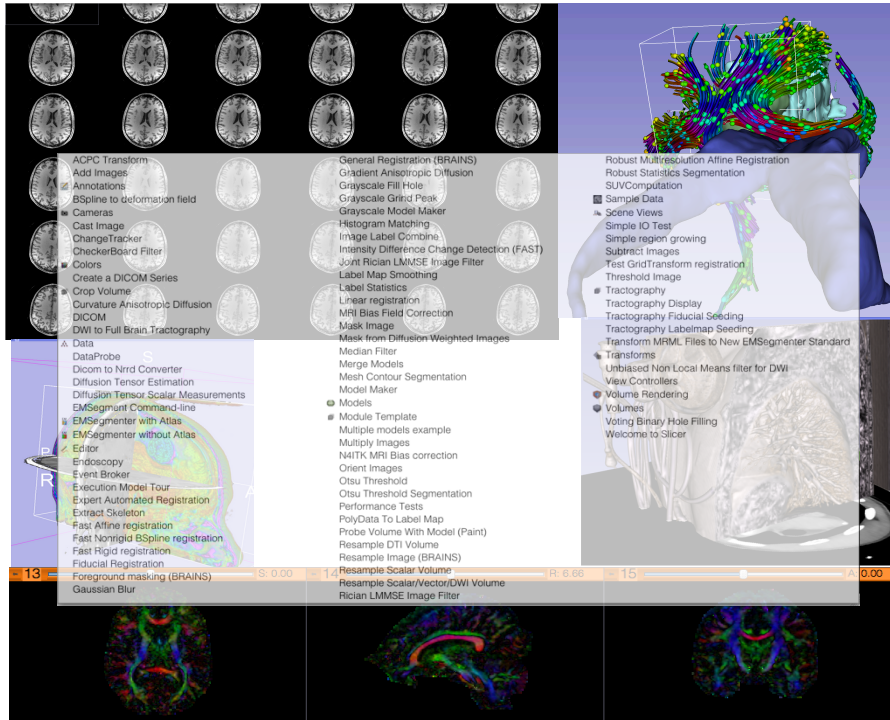 ACPC Transform
Add Images
Annotations
BSpline to deformation field
Cameras
Cast Image
ChangeTracker
CheckerBoard Filter
Colors
Create a DICOM Series
Crop Volume
Curvature Anisotropic Diffusion
DICOM
DWI to Full Brain Tractography
Data
DataProbe
Dicom to Nrrd Converter
Diffusion Tensor Estimation
Diffusion Tensor Scalar Measurements
EMSegment Command-line
EMSegmenter with Atlas
EMSegmenter without Atlas
Editor
Endoscopy
Event Broker
Execution Model Tour
Expert Automated Registration
Extract Skeleton
Fast Affine registration
Fast Nonrigid BSpline registration
Fast Rigid registration
Fiducial Registration
Foreground masking (BRAINS)
Gaussian Blur
General Registration (BRAINS)
Gradient Anisotropic Diffusion
Grayscale Fill Hole
Grayscale Grind Peak
Grayscale Model Maker
Histogram Matching
Image Label Combine
Intensity Difference Change Detection (FAST)
Joint Rician LMMSE Image Filter
Label Map Smoothing
Label Statistics
Linear registration
MRI Bias Field Correction
Mask Image
Mask from Diffusion Weighted Images
Median Filter
Merge Models
Mesh Contour Segmentation
Model Maker
Models
Module Template
Multiple models example
Multiply Images
N4ITK MRI Bias correction
Orient Images
Otsu Threshold
Otsu Threshold Segmentation
Performance Tests
PolyData To Label Map
Probe Volume With Model (Paint)
Resample DTI Volume
Resample Image (BRAINS)
Resample Scalar Volume
Resample Scalar/Vector/DWI Volume
Rician LMMSE Image Filter
Robust Multiresolution Affine Registration
Robust Statistics Segmentation
SUVComputation
Sample Data
Scene Views
Simple IO Test
Simple region growing
Subtract Images
Test GridTransform registration
Threshold Image
Tractography
Tractography Display
Tractography Fiducial Seeding
Tractography Labelmap Seeding
Transform MRML Files to New EMSegmenter Standard
Transforms
Unbiased Non Local Means filter for DWI
View Controllers
Volume Rendering
Volumes
Voting Binary Hole Filling
Welcome to Slicer
S
P
R
A
13 S: 0.00
14 R: 6.66
15 A: 0.00